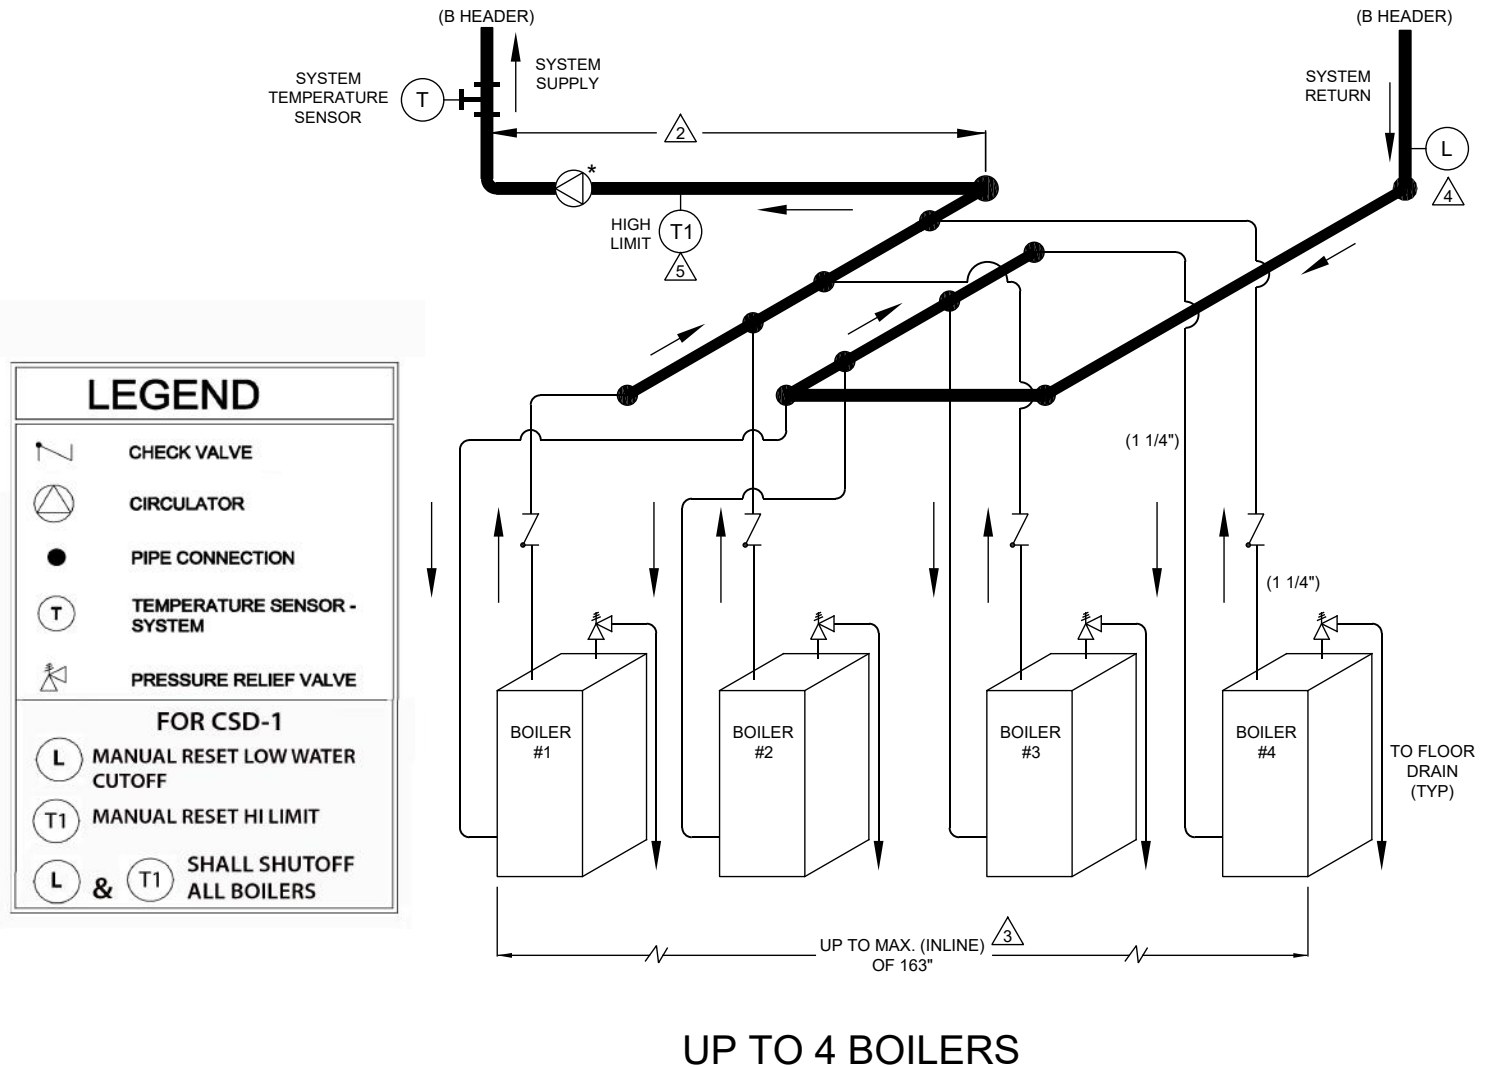 (B HEADER)
(B HEADER)
SYSTEM
SUPPLY
SYSTEM
TEMPERATURE
SENSOR
T
SYSTEM
RETURN
2
L
4
*
HIGH
LIMIT
T1
5
LEGEND
CHECK VALVE
CIRCULATOR
PIPE CONNECTION
T
TEMPERATURE SENSOR -
SYSTEM
PRESSURE RELIEF VALVE
FOR CSD-1
L
MANUAL RESET LOW WATER
CUTOFF
T1
MANUAL RESET HI LIMIT
L & T1
SHALL SHUTOFF
ALL BOILERS
(1 1/4")
(1 1/4")
BOILER
#1
BOILER
#2
BOILER
#3
BOILER
#4
TO FLOOR
DRAIN
(TYP)
UP TO MAX. (INLINE)
OF 163"
3
UP TO 4 BOILERS